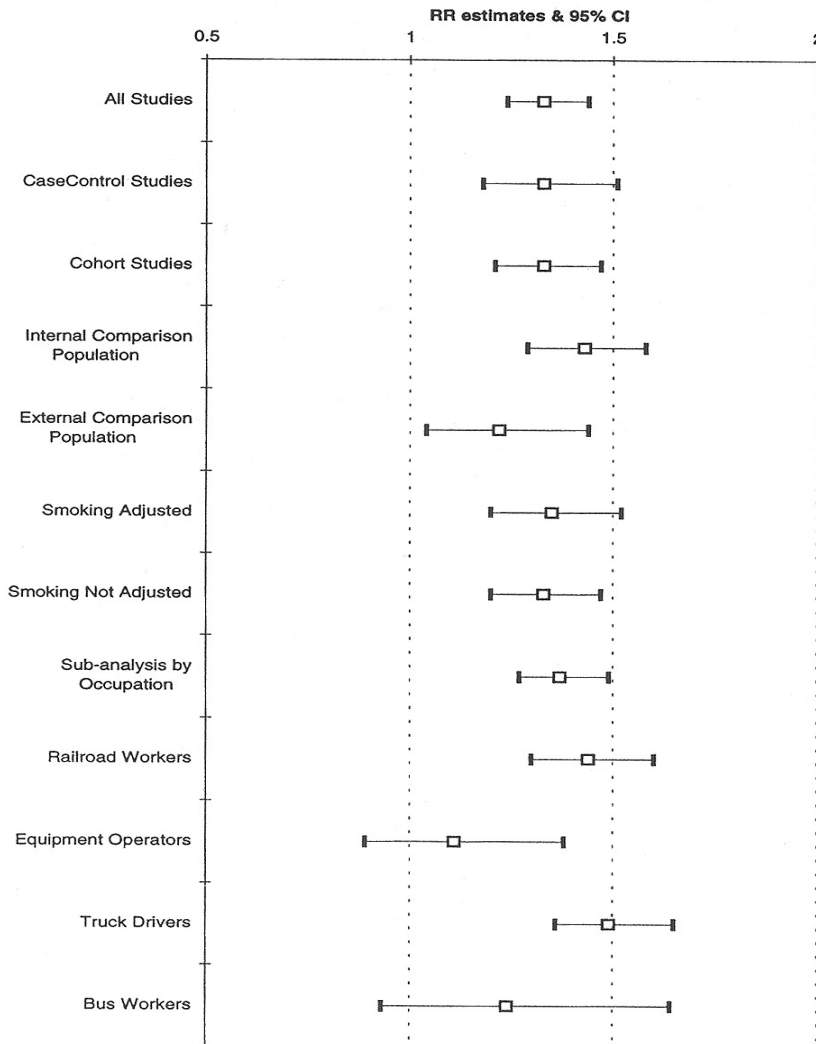 RR estimates & 95% CI
0.5 1 1.5 2
All Studies
CaseControl Studies
Cohort Studies
Internal Comparison
Population
External Comparison
Population
Smoking Adjusted
Smoking Not Adjusted
Sub-analysis by
Occupation
Railroad Workers
Equipment Operators
Truck Drivers
Bus Workers